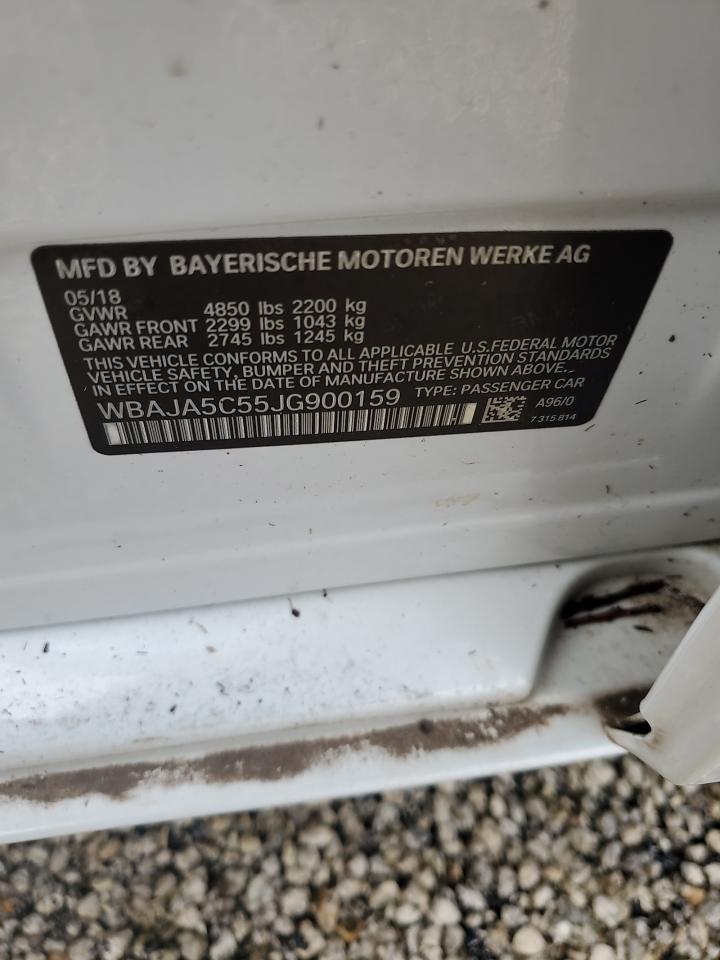 MFD BY BAYERISCHE MOTOREN WERKE AG
05/18
GVWR 4850 lbs 2200 kg
GAWR FRONT 2299 lbs 1043 kg
GAWR REAR 2745 lbs 1245 kg
THIS VEHICLE CONFORMS TO ALL APPLICABLE U.S.FEDERAL MOTOR
VEHICLE SAFETY, BUMPER AND THEFT PREVENTION STANDARDS
IN EFFECT ON THE DATE OF MANUFACTURE SHOWN ABOVE.
WBAJA5C55JG900159 TYPE: PASSENGER CAR
A96/0
7 315 814